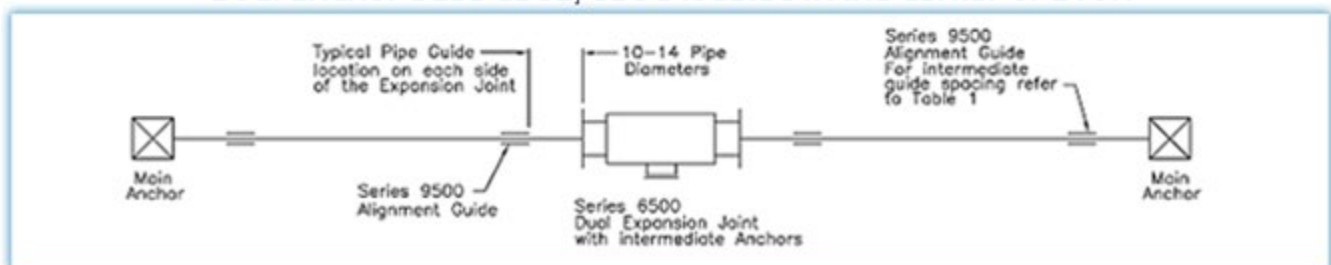 Typical Pipe Guide
location on each side
of the Expansion Joint
10-14 Pipe
Diameters
Series 9500
Alignment Guide
For intermediate
guide spacing refer
to Table 1
Main
Anchor
Series 9500
Alignment Guide
Series 6500
Dual Expansion Joint
with intermediate Anchors
Main
Anchor